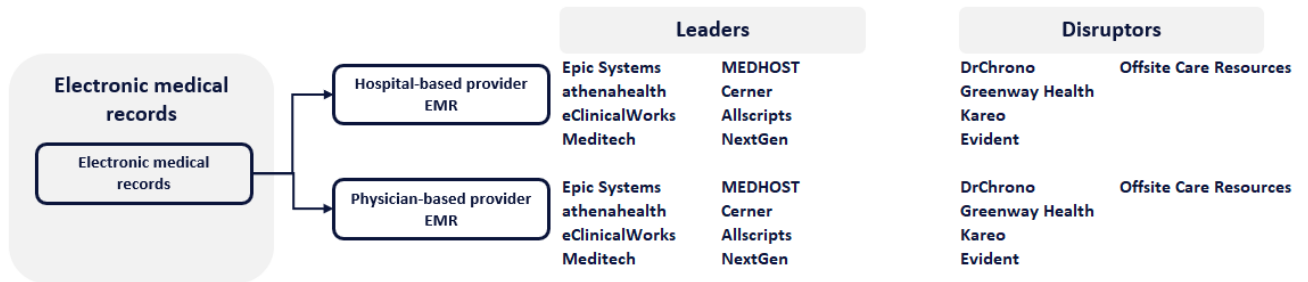 Leaders
Disruptors
Electronic medical
records
Electronic medical
records
Hospital-based provider
EMR
Epic Systems
athenahealth
eClinicalWorks
Meditech
MEDHOST
Cerner
Allscripts
NextGen
DrChrono
Greenway Health
Kareo
Evident
Offsite Care Resources
Physician-based provider
EMR
Epic Systems
athenahealth
eClinicalWorks
Meditech
MEDHOST
Cerner
Allscripts
NextGen
DrChrono
Greenway Health
Kareo
Evident
Offsite Care Resources